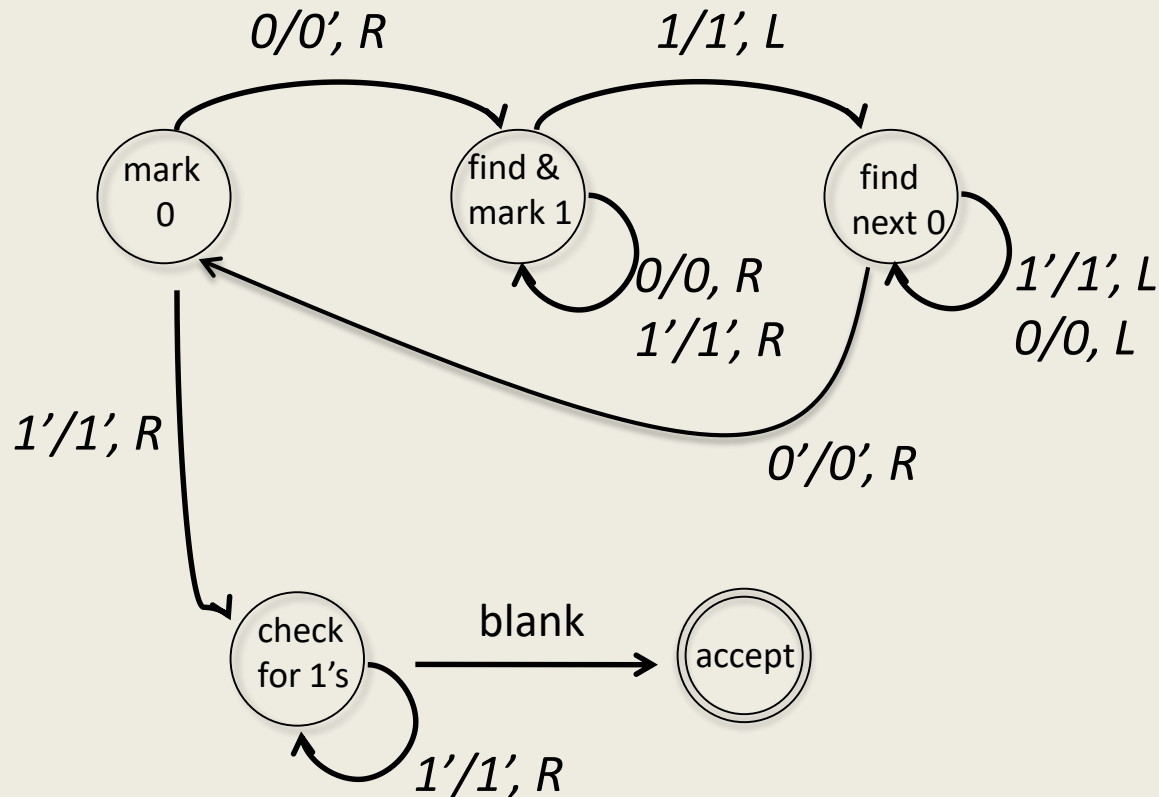 0/0’, R
1/1’, L
mark
0
find &
mark 1
find
next 0
0/0, R
1’/1’, R
1’/1’, L
0/0, L
1’/1’, R
0’/0’, R
check
for 1's
blank
accept
1’/1’, R